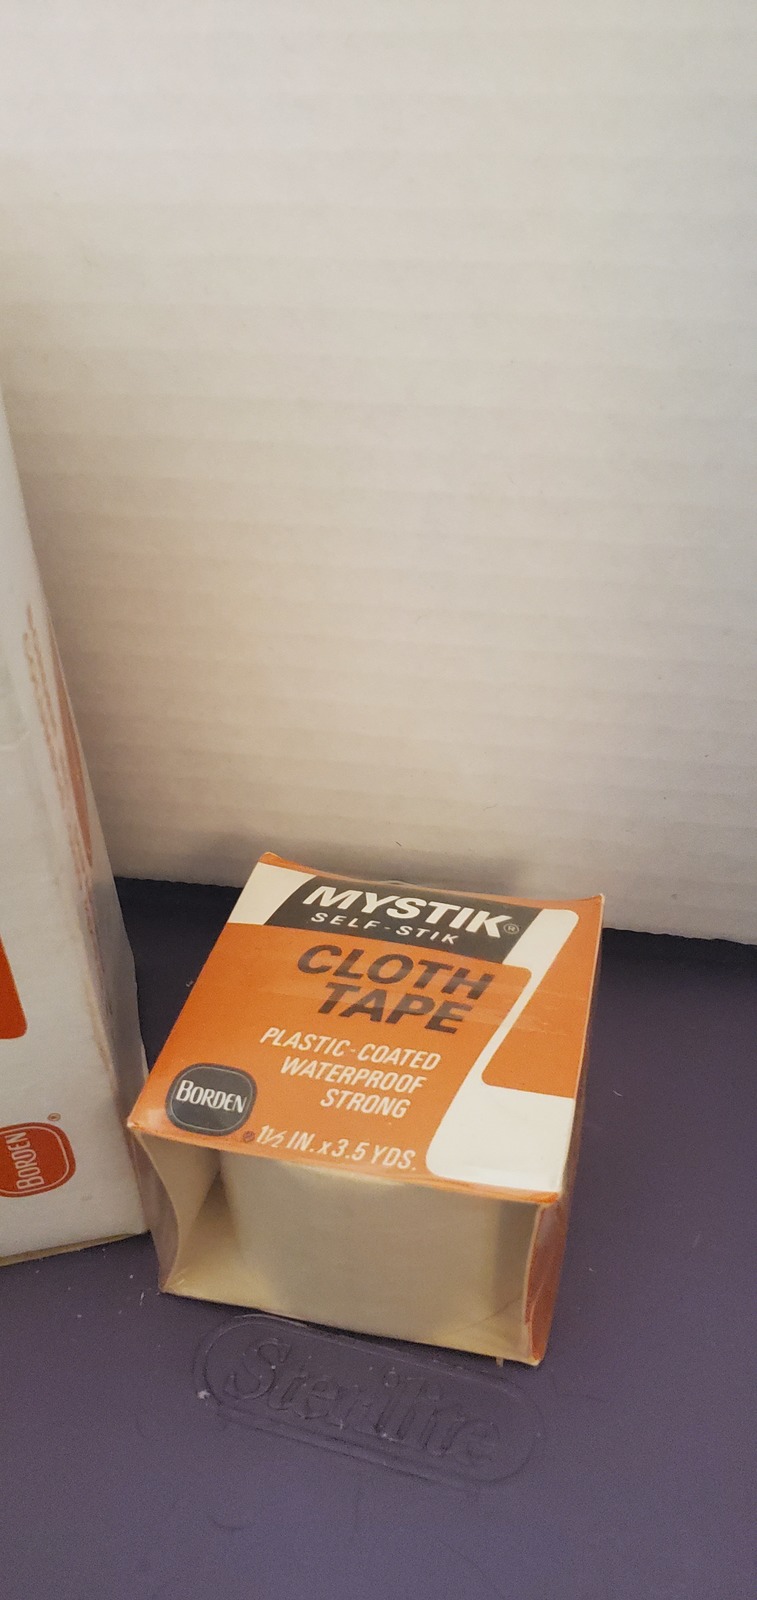 MYSTIK®
SELF-STIK
CLOTH
TAPE
PLASTIC-COATED
WATERPROOF
STRONG
BORDEN®
1½ IN. x 3.5 YDS.
BORDEN®
Sterilite